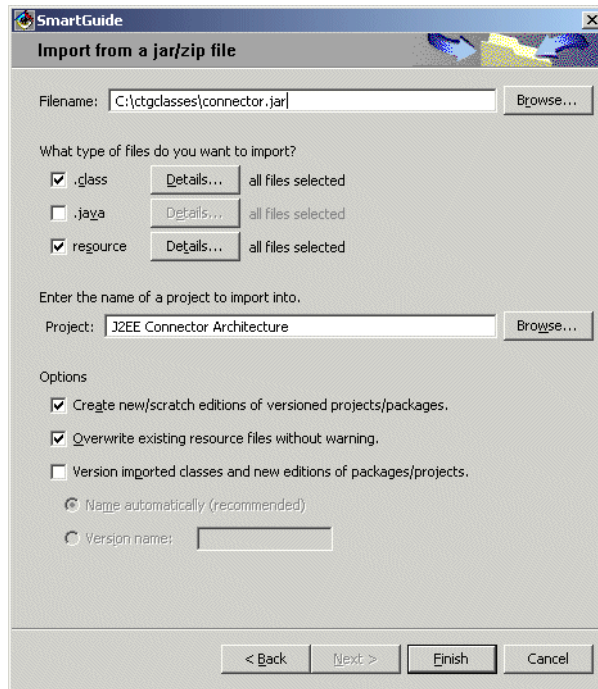 SmartGuide
Import from a jar/zip file
Filename: C:\ctgclasses\connector.jar Browse...
What type of files do you want to import?
.class Details... all files selected
.java Details... all files selected
resource Details... all files selected
Enter the name of a project to import into.
Project: J2EE Connector Architecture Browse...
Options
Create new/scratch editions of versioned projects/packages.
Overwrite existing resource files without warning.
Version imported classes and new editions of packages/projects.
Name automatically (recommended)
Version name:
< Back Next > Finish Cancel